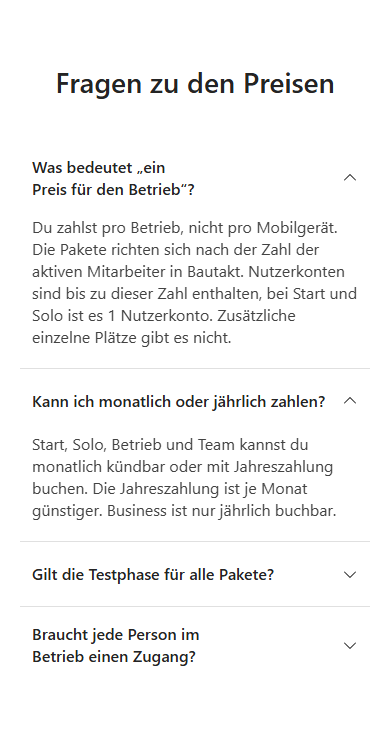 Fragen zu den Preisen
Was bedeutet „ein
Preis für den Betrieb“?
Du zahlst pro Betrieb, nicht pro Mobilgerät.
Die Pakete richten sich nach der Zahl der
aktiven Mitarbeiter in Bautakt. Nutzerkonten
sind bis zu dieser Zahl enthalten, bei Start und
Solo ist es 1 Nutzerkonto. Zusätzliche
einzelne Plätze gibt es nicht.
Kann ich monatlich oder jährlich zahlen?
Start, Solo, Betrieb und Team kannst du
monatlich kündbar oder mit Jahreszahlung
buchen. Die Jahreszahlung ist je Monat
günstiger. Business ist nur jährlich buchbar.
Gilt die Testphase für alle Pakete?
Braucht jede Person im
Betrieb einen Zugang?